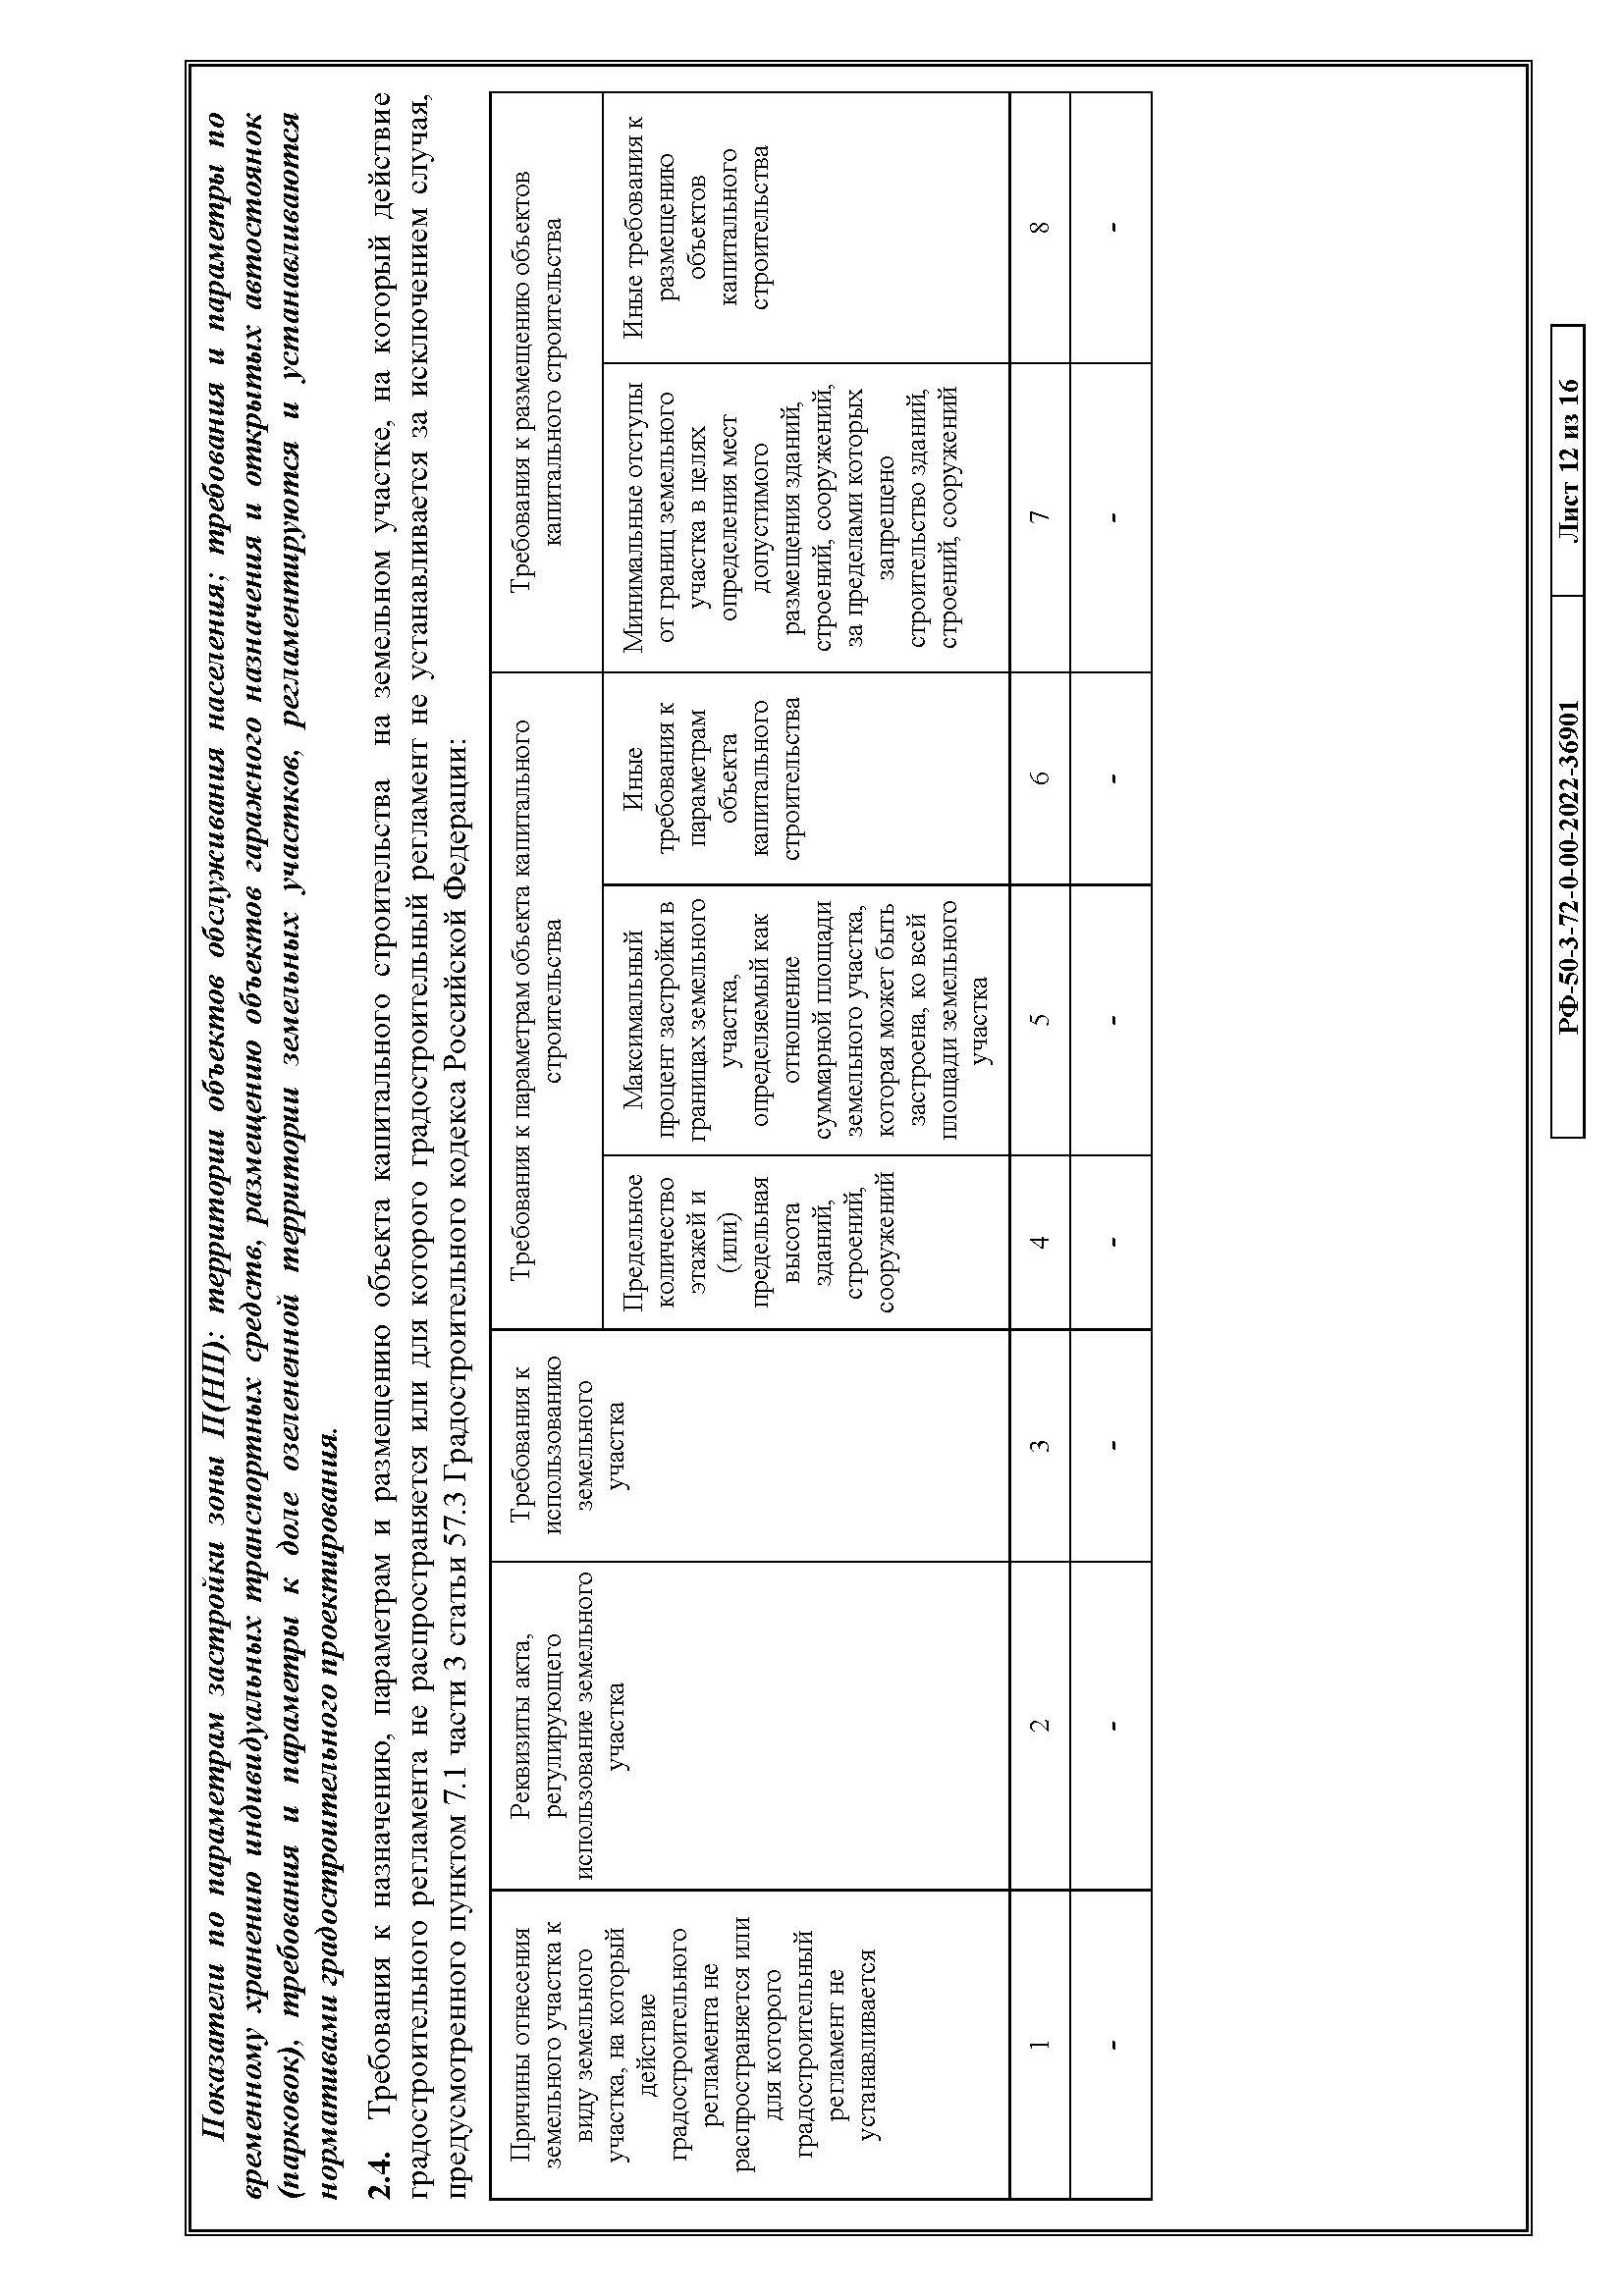 Показатели по параметрам застройки зоны П(НП): территории объектов обслуживания населения; требования и параметры по
временному хранению индивидуальных транспортных средств, размещению объектов гаражного назначения и открытых автостоянок
(парковок), требования и параметры к доле озелененной территории земельных участков, регламентируются и устанавливаются
нормативами градостроительного проектирования.
2.4. Требования к назначению, параметрам и размещению объекта капитального строительства на земельном участке, на который действие
градостроительного регламента не распространяется или для которого градостроительный регламент не устанавливается за исключением случая,
предусмотренного пунктом 7.1 части 3 статьи 57.3 Градостроительного кодекса Российской Федерации:
Причины отнесения
земельного участка к
виду земельного
участка, на который
действие
градостроительного
регламента не
распространяется или
для которого
градостроительный
регламент не
устанавливается
Реквизиты акта,
регулирующего
использование земельного
участка
Требования к
использованию
земельного
участка
Требования к параметрам объекта капитального
строительства
Требования к размещению объектов
капитального строительства
Предельное
количество
этажей и
(или)
предельная
высота
зданий,
строений,
сооружений
Максимальный
процент застройки в
границах земельного
участка,
определяемый как
отношение
суммарной площади
земельного участка,
которая может быть
застроена, ко всей
площади земельного
участка
Иные
требования к
параметрам
объекта
капитального
строительства
Минимальные отступы
от границ земельного
участка в целях
определения мест
допустимого
размещения зданий,
строений, сооружений,
за пределами которых
запрещено
строительство зданий,
строений, сооружений
Иные требования к
размещению
объектов
капитального
строительства
1 2 3 4 5 6 7 8
- - - - - - - -
РФ-50-3-72-0-00-2022-36901 Лист 12 из 16